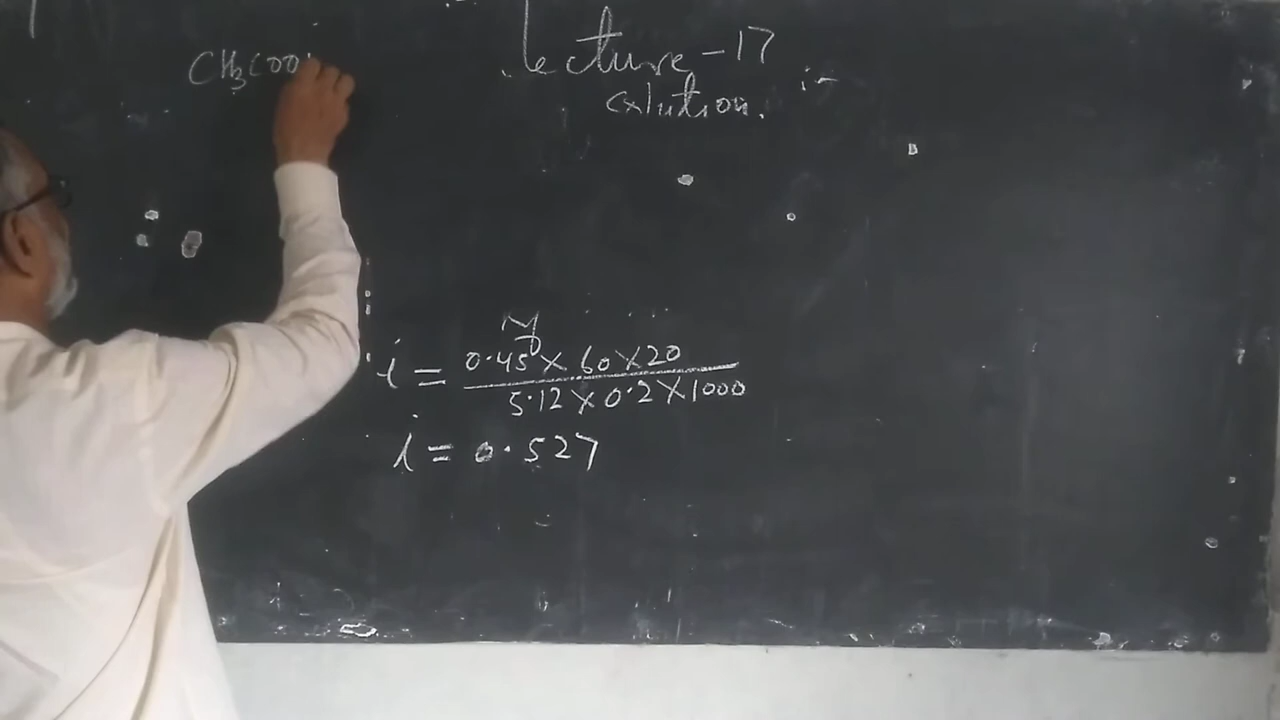 Lecture-17
CH3COO
solution. :-
i = 0.45 × 60 × 20
5.12 × 0.2 × 1000
i = 0.527